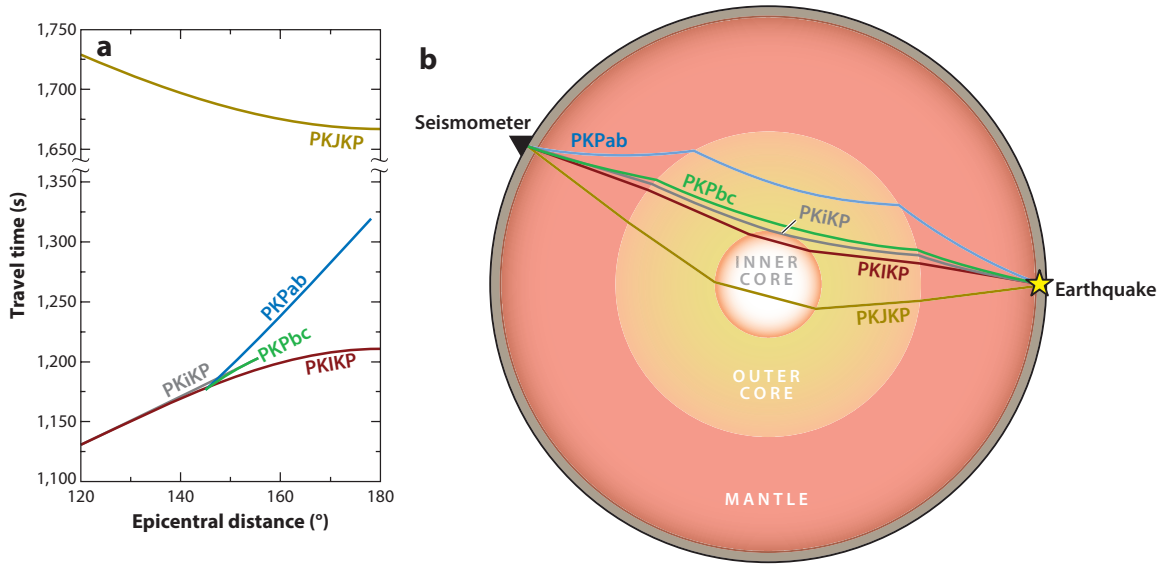 a
1,750
1,700
1,650
1,350
1,300
1,250
1,200
1,150
1,100
120
140
160
180
Travel time (s)
Epicentral distance (°)
PKJKP
PKPab
PKPbc
PKiKP
PKIKP
b
Seismometer
PKPab
PKPbc
PKiKP
INNER
CORE
PKIKP
PKJKP
Earthquake
OUTER
CORE
MANTLE